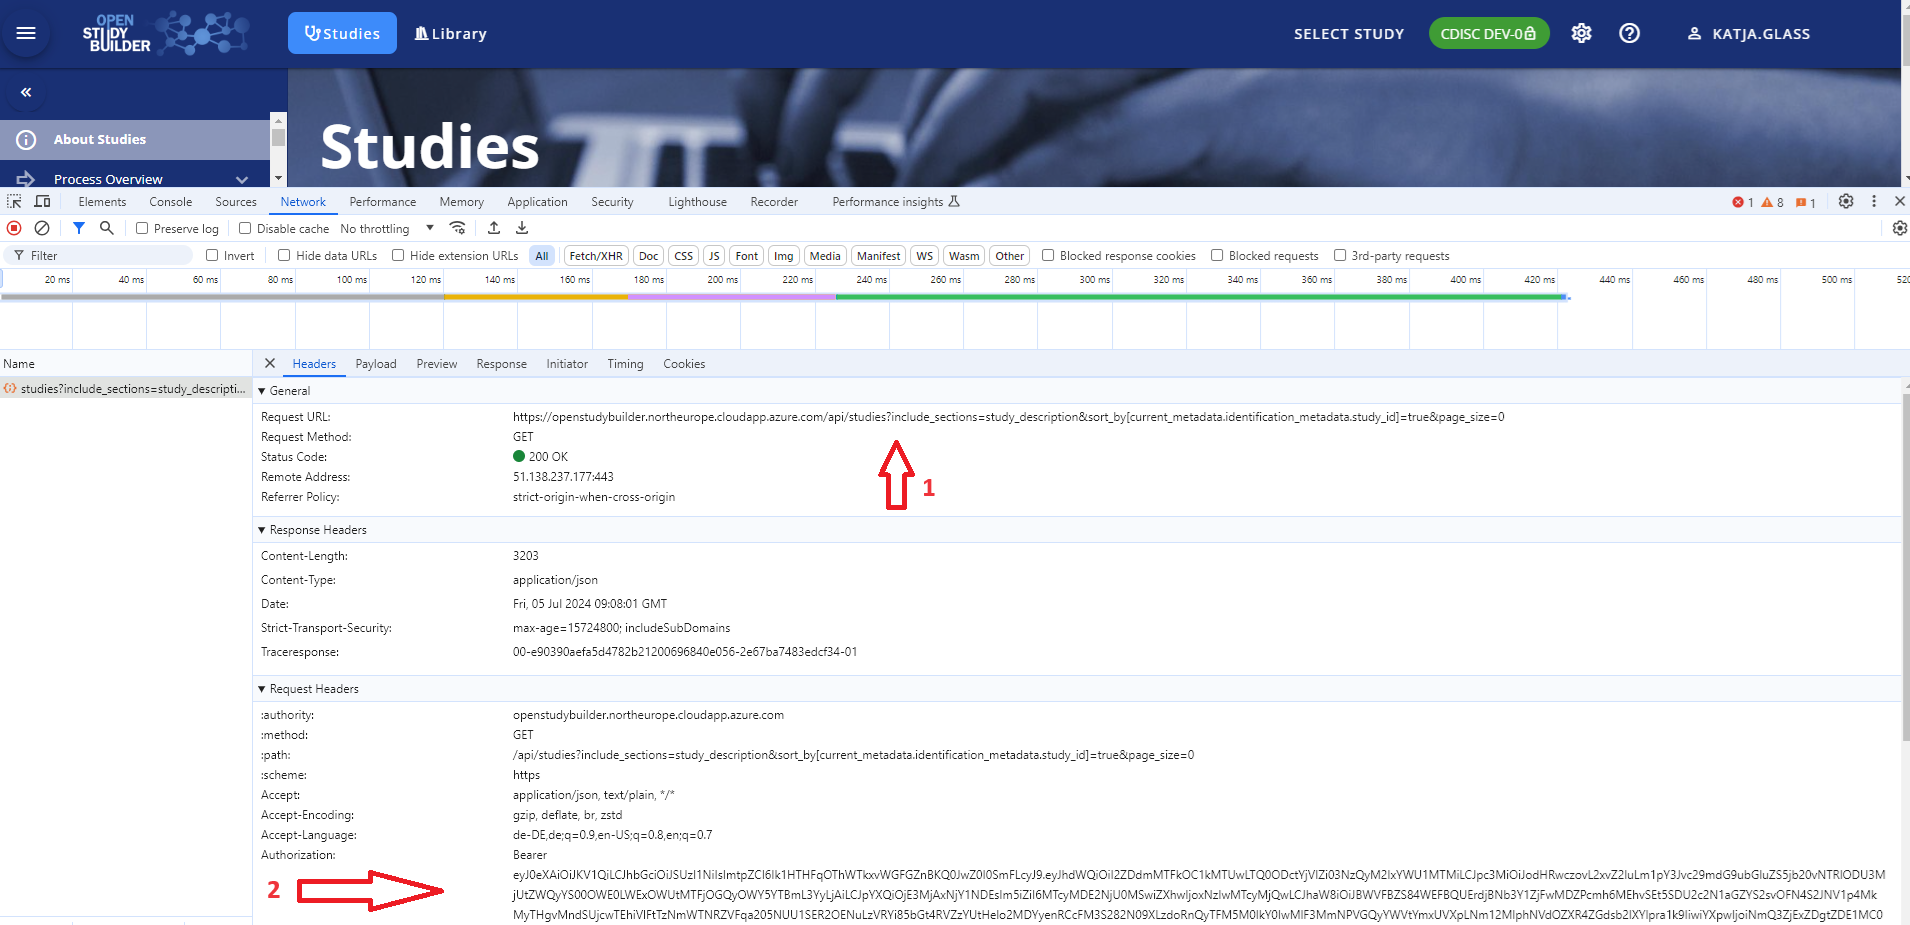 OPEN STUDY BUILDER
Studies
Library
SELECT STUDY
CDISC DEV-0
KATJA.GLASS
About Studies
Process Overview
Studies
Elements Console Sources Network Performance Memory Application Security Lighthouse Recorder Performance insights 1 8 1
Preserve log Disable cache No throttling
Filter Invert Hide data URLs Hide extension URLs All Fetch/XHR Doc CSS JS Font Img Media Manifest WS Wasm Other Blocked response cookies Blocked requests 3rd-party requests
20 ms 40 ms 60 ms 80 ms 100 ms 120 ms 140 ms 160 ms 180 ms 200 ms 220 ms 240 ms 260 ms 280 ms 300 ms 320 ms 340 ms 360 ms 380 ms 400 ms 420 ms 440 ms 460 ms 480 ms 500 ms 520
Name
Headers Payload Preview Response Initiator Timing Cookies
studies?include_sections=study_descripti...
General
Request URL: https://openstudybuilder.northeurope.cloudapp.azure.com/api/studies?include_sections=study_description&sort_by[current_metadata.identification_metadata.study_id]=true&page_size=0
Request Method: GET
Status Code: 200 OK
Remote Address: 51.138.237.177:443
Referrer Policy: strict-origin-when-cross-origin
1
Response Headers
Content-Length: 3203
Content-Type: application/json
Date: Fri, 05 Jul 2024 09:08:01 GMT
Strict-Transport-Security: max-age=15724800; includeSubDomains
Traceresponse: 00-e90390aefa5d4782b21200696840e056-2e67ba7483edcf34-01
Request Headers
:authority: openstudybuilder.northeurope.cloudapp.azure.com
:method: GET
:path: /api/studies?include_sections=study_description&sort_by[current_metadata.identification_metadata.study_id]=true&page_size=0
:scheme: https
Accept: application/json, text/plain, */*
Accept-Encoding: gzip, deflate, br, zstd
Accept-Language: de-DE,de;q=0.9,en-US;q=0.8,en;q=0.7
Authorization: Bearer
2